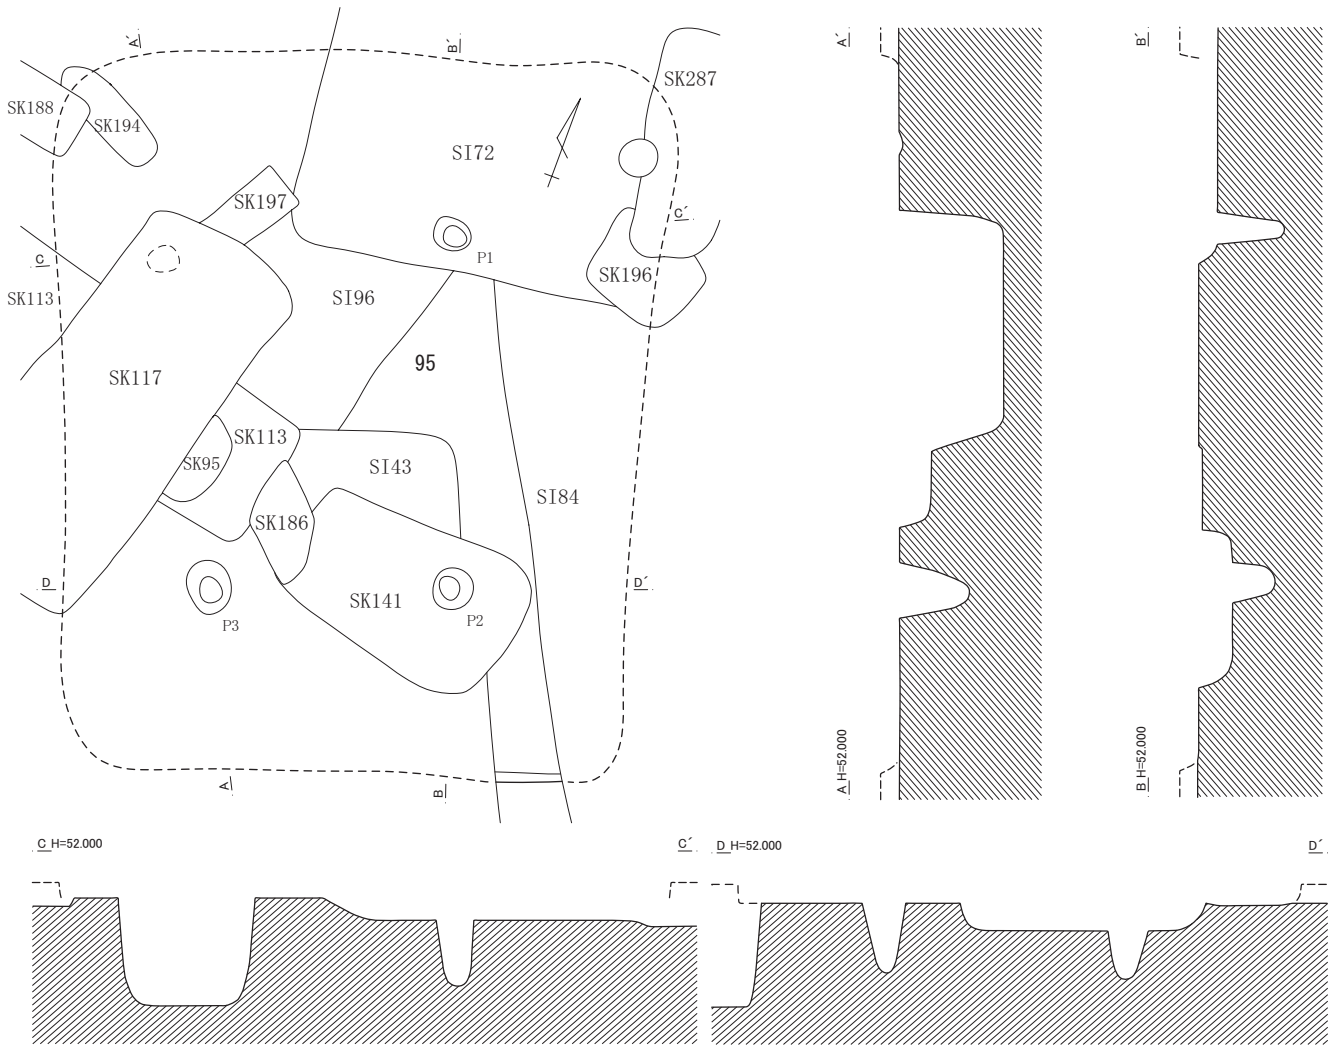 A´
B´
SK287
SK188
SK194
SI72
SK197
C´
P1
C
SK196
SK113
SI96
95
SK117
SK113
SK95
SI43
SI84
SK186
D
D´
SK141
P3
P2
A
B
A´
B´
A H=52.000
B H=52.000
C H=52.000
C´
D H=52.000
D´